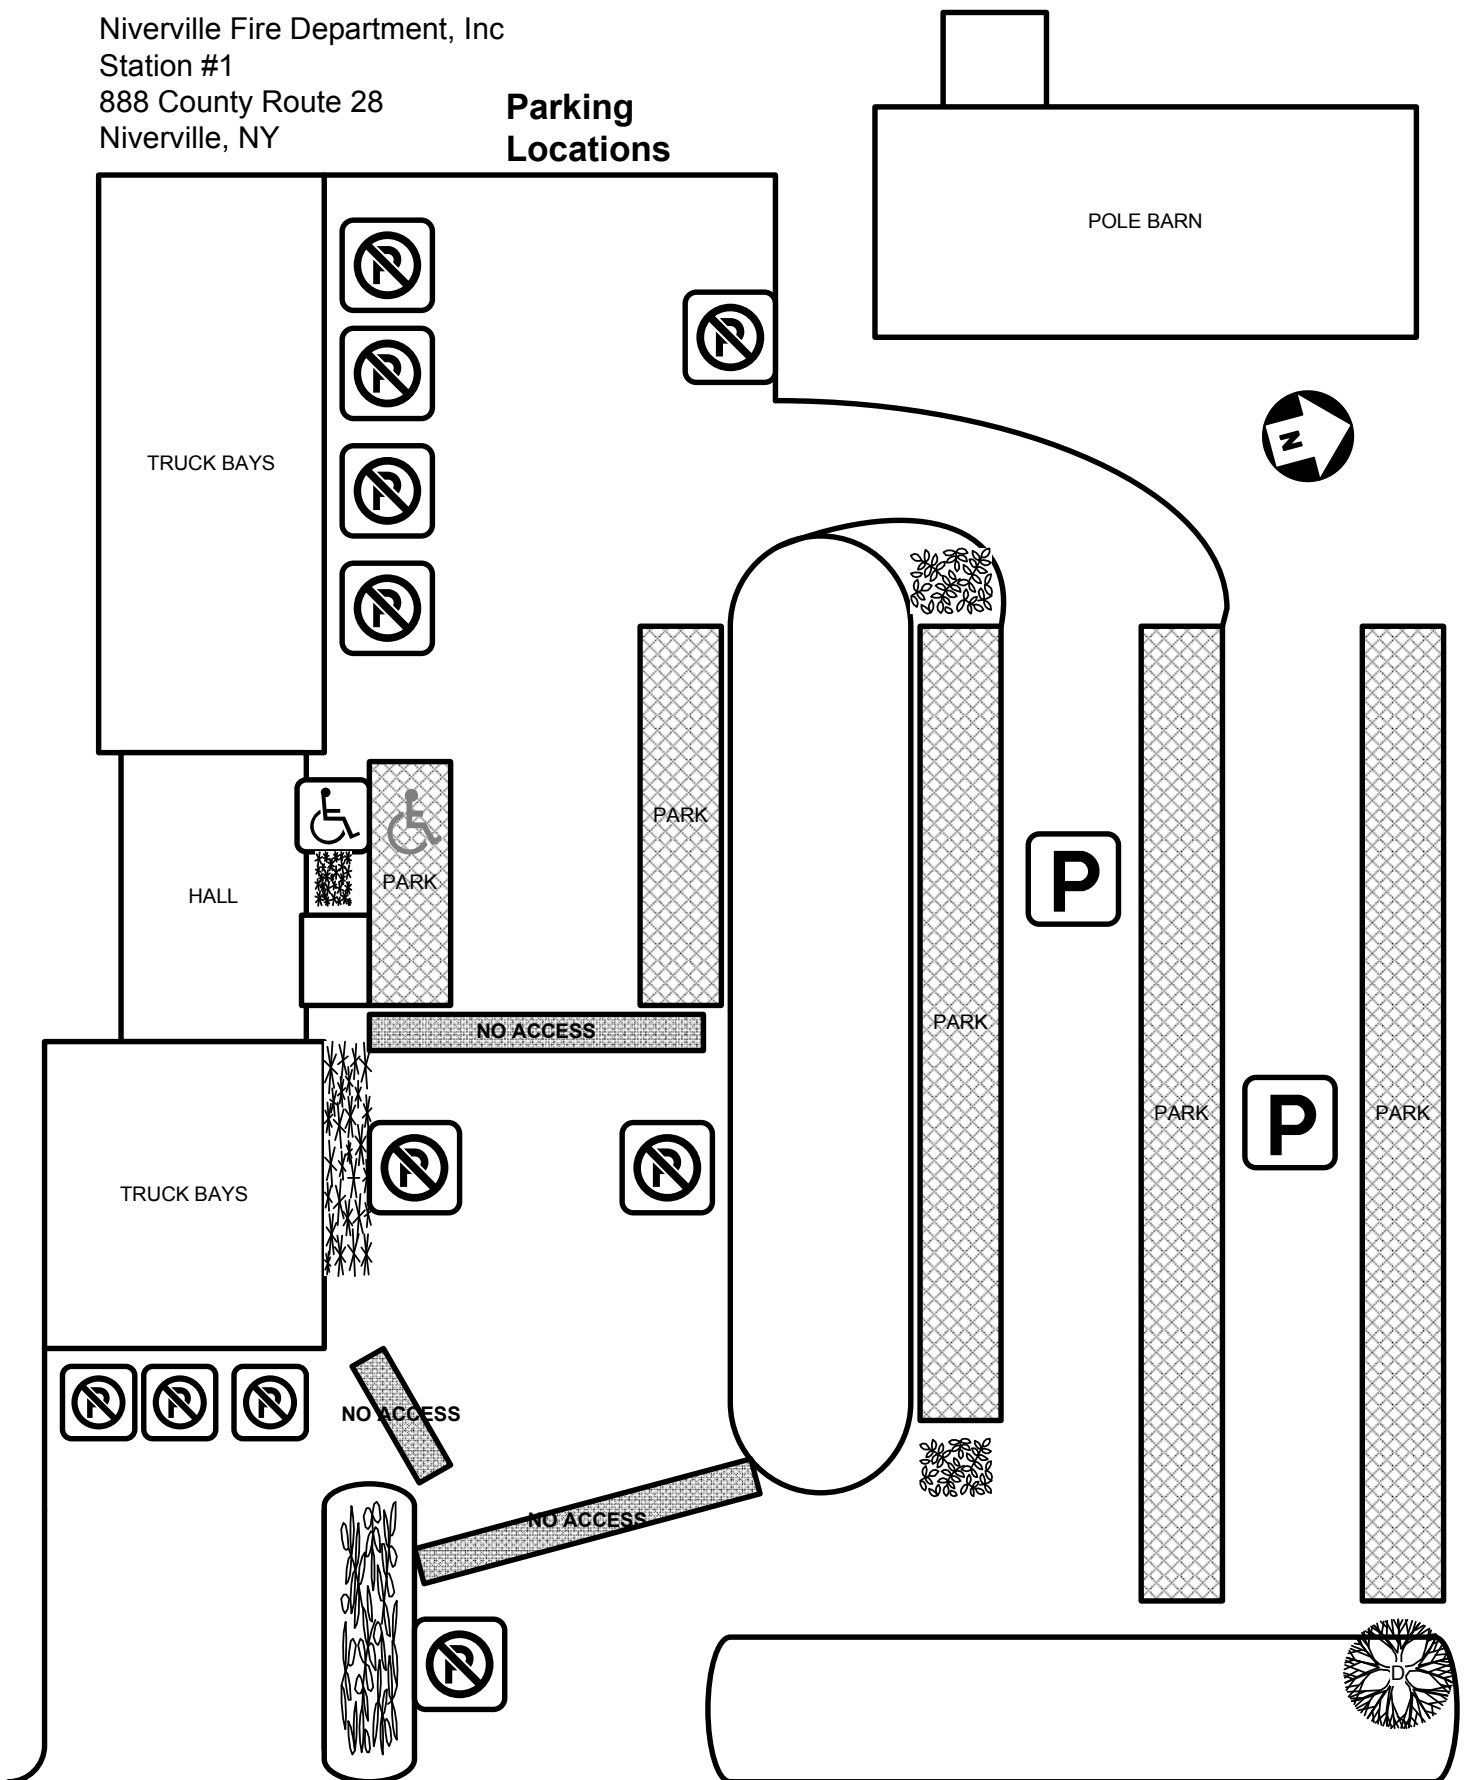 Niverville Fire Department, Inc
Station #1
888 County Route 28
Niverville, NY
Parking
Locations
POLE BARN
P
P
P
TRUCK BAYS
N
P
P
P
PARK
P
PARK
HALL
PARK
NO ACCESS
PARK
PARK
PARK
P
P
P
TRUCK BAYS
P
P
P
NO ACCESS
NO ACCESS
P
D